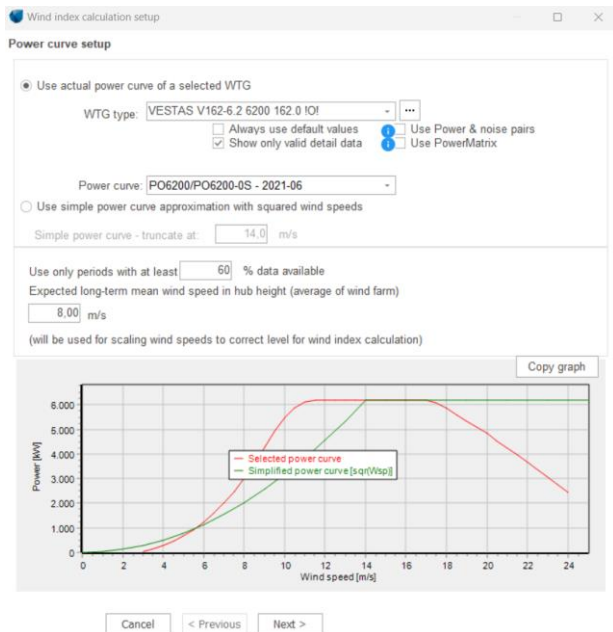 Wind index calculation setup
Power curve setup
Use actual power curve of a selected WTG
WTG type: VESTAS V162-6.2 6200 162.0 !O! ...
Always use default values Use Power & noise pairs
Show only valid detail data Use PowerMatrix
Power curve: PO6200/PO6200-0S - 2021-06
Use simple power curve approximation with squared wind speeds
Simple power curve - truncate at: 14,0 m/s
Use only periods with at least 60 % data available
Expected long-term mean wind speed in hub height (average of wind farm)
8,00 m/s
(will be used for scaling wind speeds to correct level for wind index calculation)
Copy graph
6.000
5.000
4.000
3.000
2.000
1.000
0
Power [kW]
Selected power curve
Simplified power curve [sqr(Wsp)]
0 2 4 6 8 10 12 14 16 18 20 22 24
Wind speed [m/s]
Cancel < Previous Next >